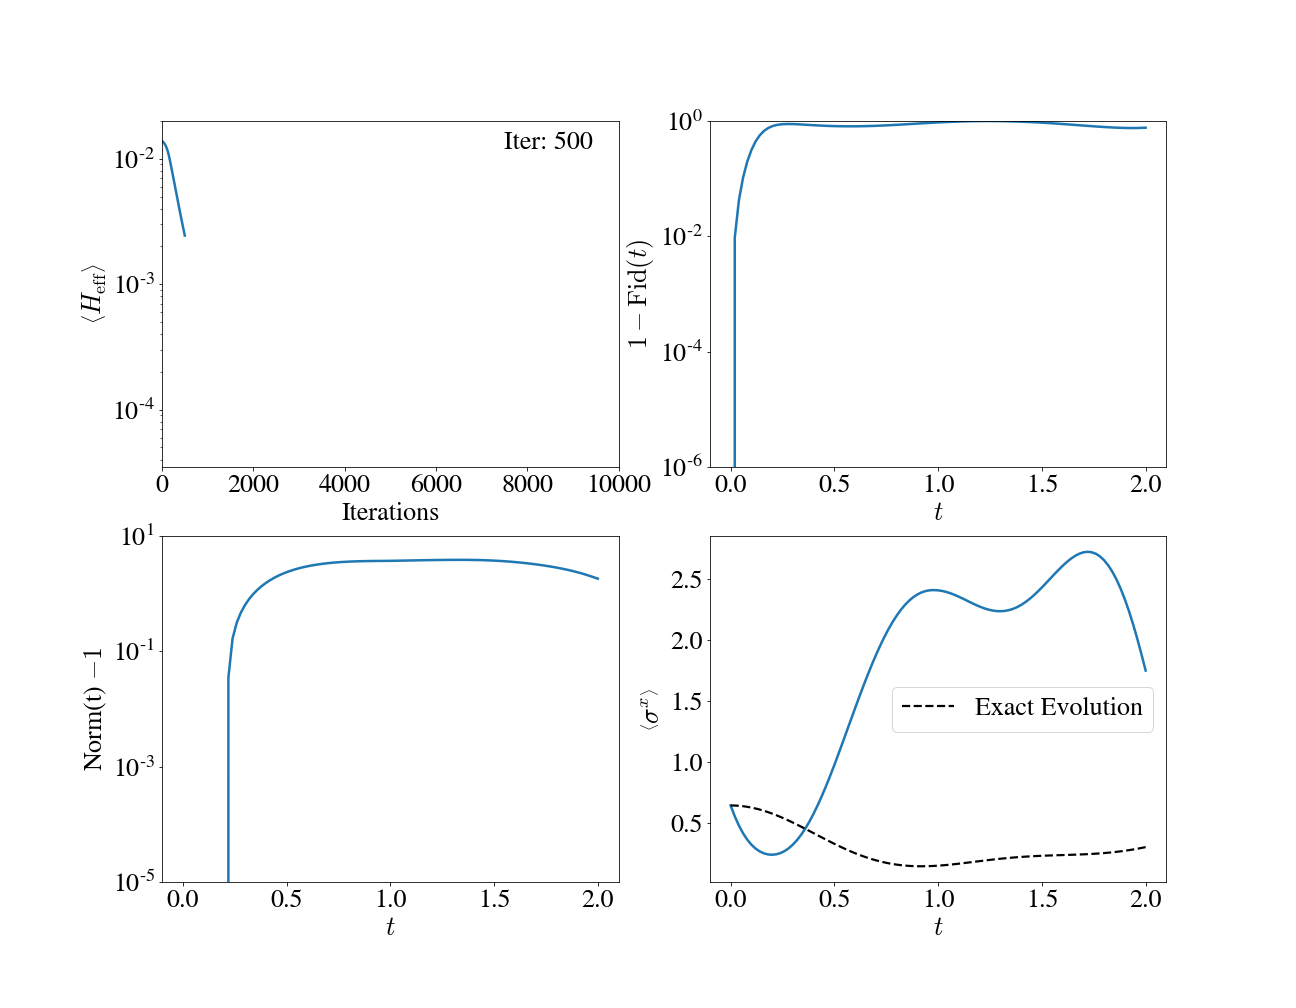 Iter: 500
⟨H_eff⟩
10^-2
10^-3
10^-4
0 2000 4000 6000 8000 10000
Iterations
1 − Fid(t)
10^0
10^-2
10^-4
10^-6
0.0 0.5 1.0 1.5 2.0
t
Norm(t) −1
10^1
10^-1
10^-3
10^-5
0.0 0.5 1.0 1.5 2.0
t
⟨σ^x⟩
2.5
2.0
1.5
1.0
0.5
Exact Evolution
0.0 0.5 1.0 1.5 2.0
t